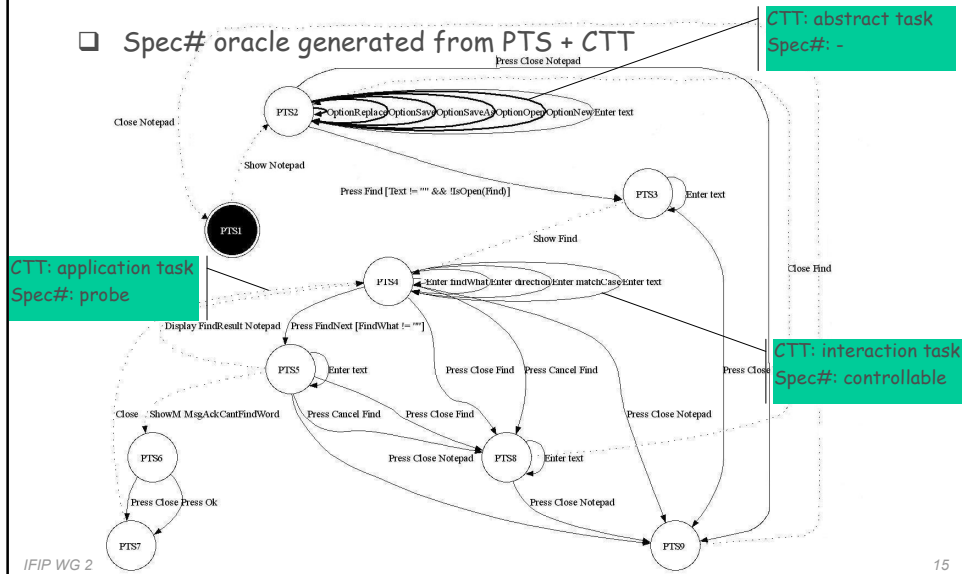 ❑ Spec# oracle generated from PTS + CTT
CTT: abstract task
Spec#: -
Press Close Notepad
PTS2
OptionReplace
OptionSave
OptionSaveAs
OptionOpen
OptionNew
Enter text
Close Notepad
Show Notepad
Press Find [Text != "" && !IsOpen(Find)]
PTS3
Enter text
PTS1
Show Find
CTT: application task
Spec#: probe
PTS4
Enter findWhat
Enter direction
Enter matchCase
Enter text
Close Find
Display FindResult Notepad
Press FindNext [FindWhat != ""]
CTT: interaction task
Spec#: controllable
PTS5
Enter text
Press Close Find
Press Cancel Find
Press Close
Close
ShowM MsgAckCantFindWord
Press Cancel Find
Press Close Find
Press Close Notepad
PTS6
Press Close Notepad
PTS8
Enter text
Press Close
Press Ok
Press Close Notepad
PTS7
PTS9
IFIP WG 2
15